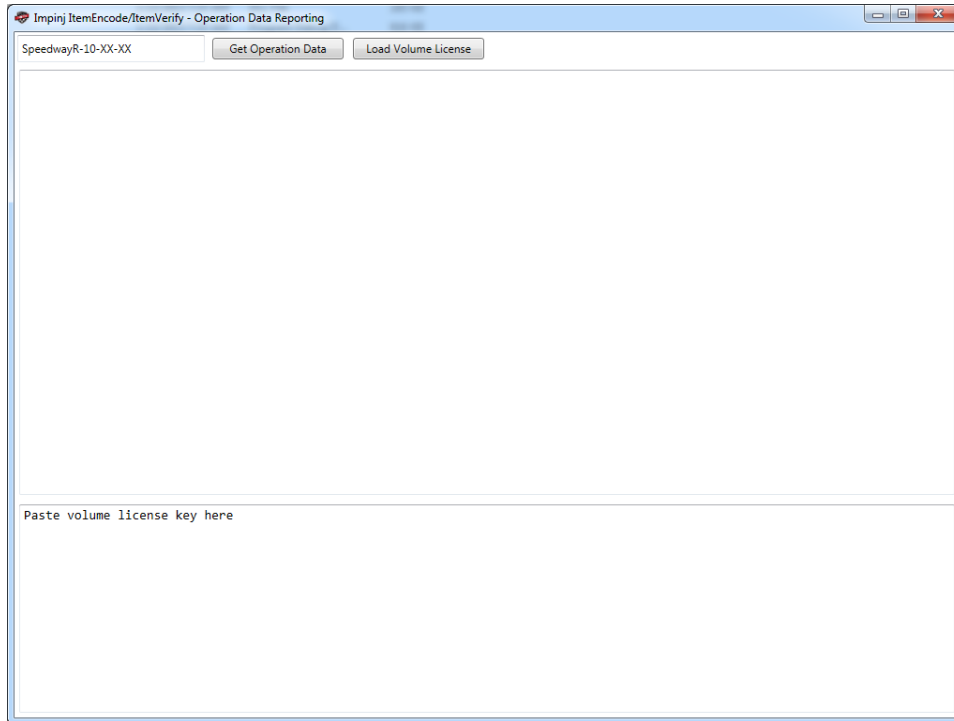 Impinj ItemEncode/ItemVerify - Operation Data Reporting
SpeedwayR-10-XX-XX Get Operation Data Load Volume License
Paste volume license key here